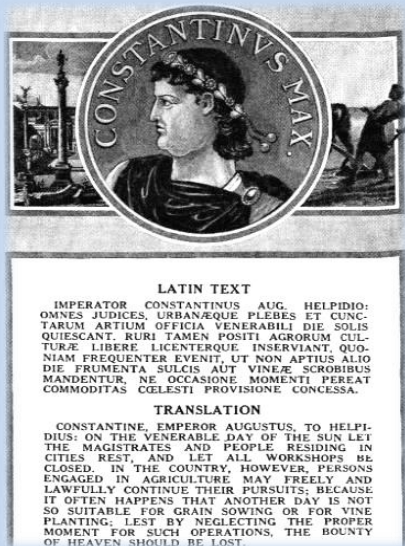 CONSTANTINVS MAX.
LATIN TEXT
IMPERATOR CONSTANTINUS AUG. HELPIDIO:
OMNES JUDICES, URBANÆQUE PLEBES ET CUNC-
TARUM ARTIUM OFFICIA VENERABILI DIE SOLIS
QUIESCANT. RURI TAMEN POSITI AGRORUM CUL-
TURÆ LIBERE LICENTERQUE INSERVIANT, QUO-
NIAM FREQUENTER EVENIT, UT NON APTIUS ALIO
DIE FRUMENTA SULCIS AUT VINEÆ SCROBIBUS
MANDENTUR, NE OCCASIONE MOMENTI PEREAT
COMMODITAS CŒLESTI PROVISIONE CONCESSA.
TRANSLATION
CONSTANTINE, EMPEROR AUGUSTUS, TO HELPI-
DIUS: ON THE VENERABLE DAY OF THE SUN LET
THE MAGISTRATES AND PEOPLE RESIDING IN
CITIES REST, AND LET ALL WORKSHOPS BE
CLOSED. IN THE COUNTRY, HOWEVER, PERSONS
ENGAGED IN AGRICULTURE MAY FREELY AND
LAWFULLY CONTINUE THEIR PURSUITS; BECAUSE
IT OFTEN HAPPENS THAT ANOTHER DAY IS NOT
SO SUITABLE FOR GRAIN SOWING OR FOR VINE
PLANTING; LEST BY NEGLECTING THE PROPER
MOMENT FOR SUCH OPERATIONS, THE BOUNTY
OF HEAVEN SHOULD BE LOST.